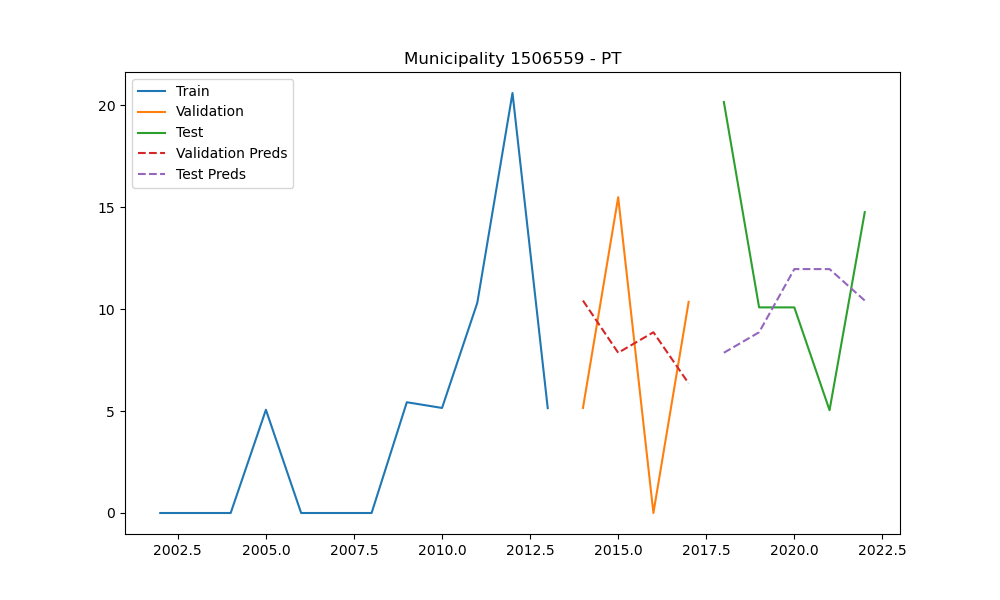 Municipality 1506559 - PT
Train
Validation
Test
Validation Preds
Test Preds
20
15
10
5
0
2002.5 2005.0 2007.5 2010.0 2012.5 2015.0 2017.5 2020.0 2022.5